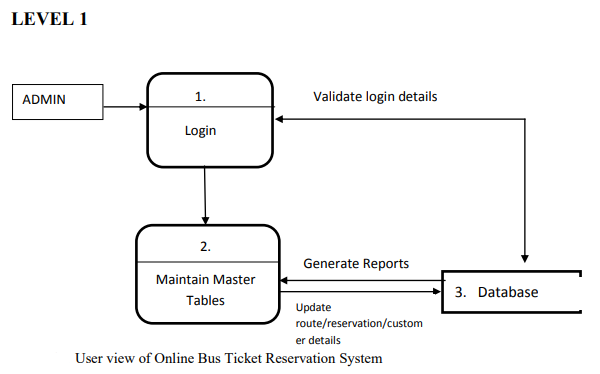 LEVEL 1
ADMIN
1.
Login
Validate login details
2.
Maintain Master
Tables
Generate Reports
3. Database
Update
route/reservation/custom
er details
User view of Online Bus Ticket Reservation System